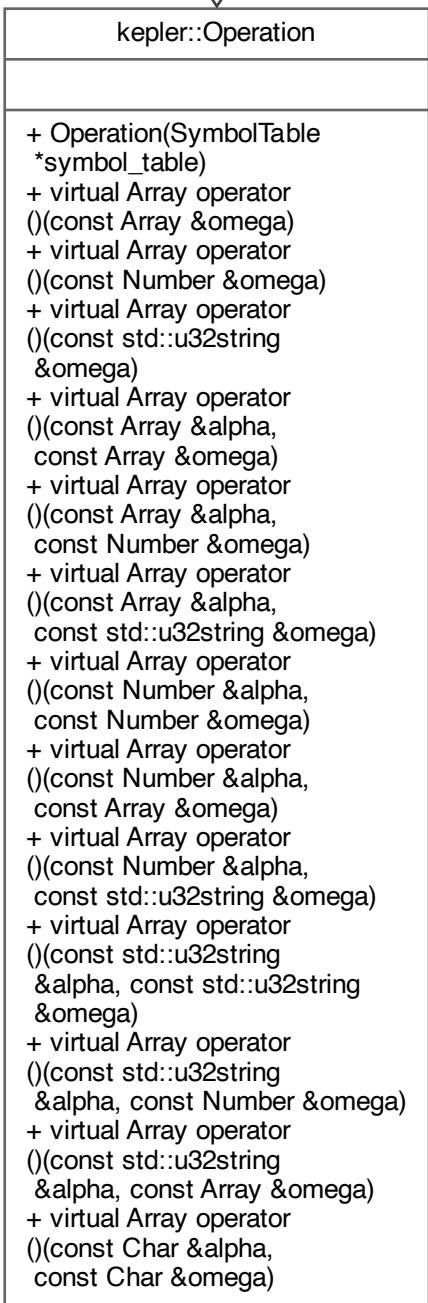 kepler::Operation
+ Operation(SymbolTable
*symbol_table)
+ virtual Array operator
()(const Array &omega)
+ virtual Array operator
()(const Number &omega)
+ virtual Array operator
()(const std::u32string
&omega)
+ virtual Array operator
()(const Array &alpha,
const Array &omega)
+ virtual Array operator
()(const Array &alpha,
const Number &omega)
+ virtual Array operator
()(const Array &alpha,
const std::u32string &omega)
+ virtual Array operator
()(const Number &alpha,
const Number &omega)
+ virtual Array operator
()(const Number &alpha,
const Array &omega)
+ virtual Array operator
()(const Number &alpha,
const std::u32string &omega)
+ virtual Array operator
()(const std::u32string
&alpha, const std::u32string
&omega)
+ virtual Array operator
()(const std::u32string
&alpha, const Number &omega)
+ virtual Array operator
()(const std::u32string
&alpha, const Array &omega)
+ virtual Array operator
()(const Char &alpha,
const Char &omega)